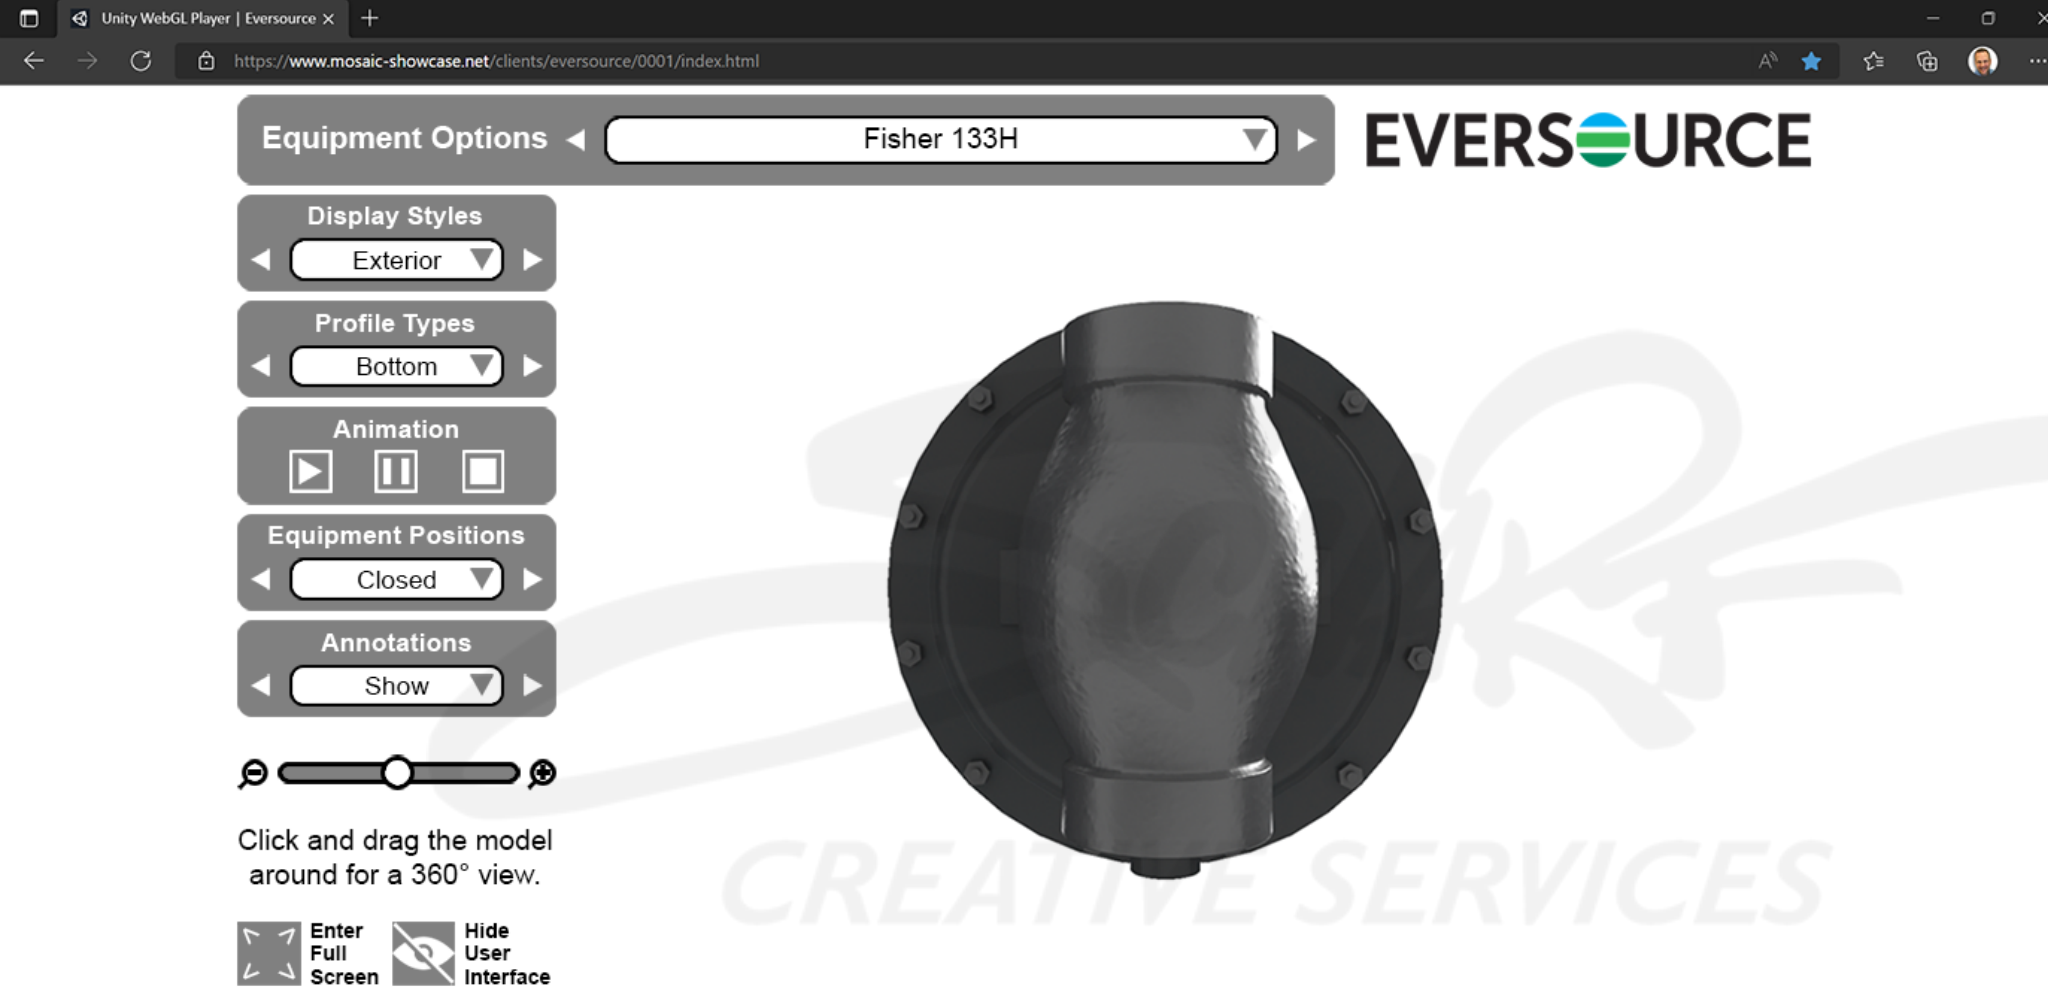 Unity WebGL Player | Eversource
https://www.mosaic-showcase.net/clients/eversource/0001/index.html
Equipment Options
Fisher 133H
EVERSOURCE
Display Styles
Exterior
Profile Types
Bottom
Animation
Equipment Positions
Closed
Annotations
Show
Click and drag the model
around for a 360° view.
Enter
Full
Screen
Hide
User
Interface
CREATIVE SERVICES